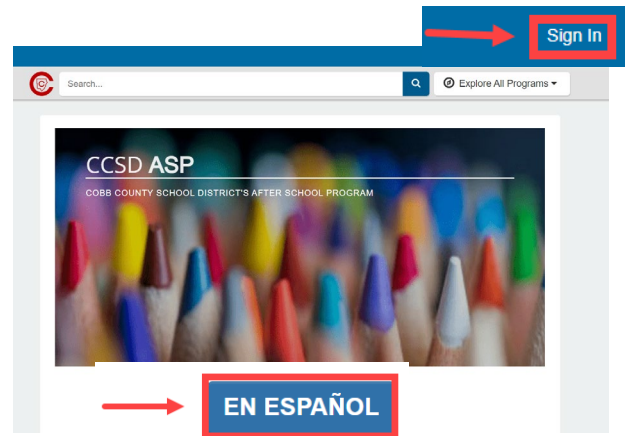 Sign In
Search...
Explore All Programs
CCSD ASP
COBB COUNTY SCHOOL DISTRICT'S AFTER SCHOOL PROGRAM
EN ESPAÑOL